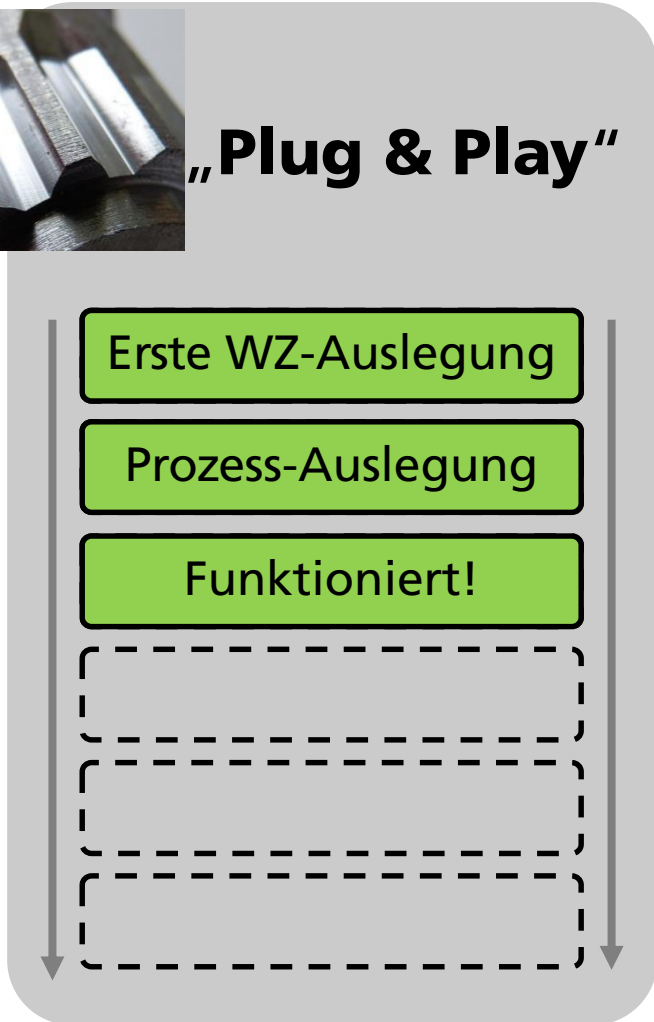 „Plug & Play“
Erste WZ-Auslegung
Prozess-Auslegung
Funktioniert!